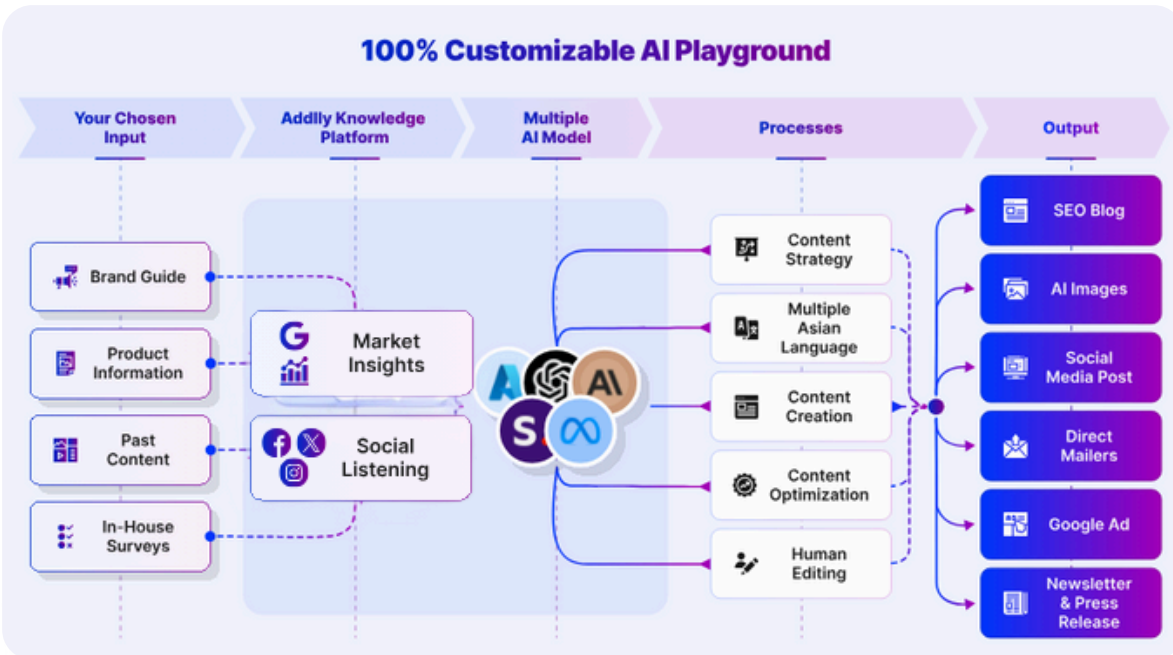 100% Customizable AI Playground
Your Chosen
Input
Addlly Knowledge
Platform
Multiple
AI Model
Processes
Output
Brand Guide
Product
Information
Past
Content
In-House
Surveys
Market
Insights
Social
Listening
Content
Strategy
Multiple
Asian
Language
Content
Creation
Content
Optimization
Human
Editing
SEO Blog
AI Images
Social
Media Post
Direct
Mailers
Google Ad
Newsletter
& Press
Release